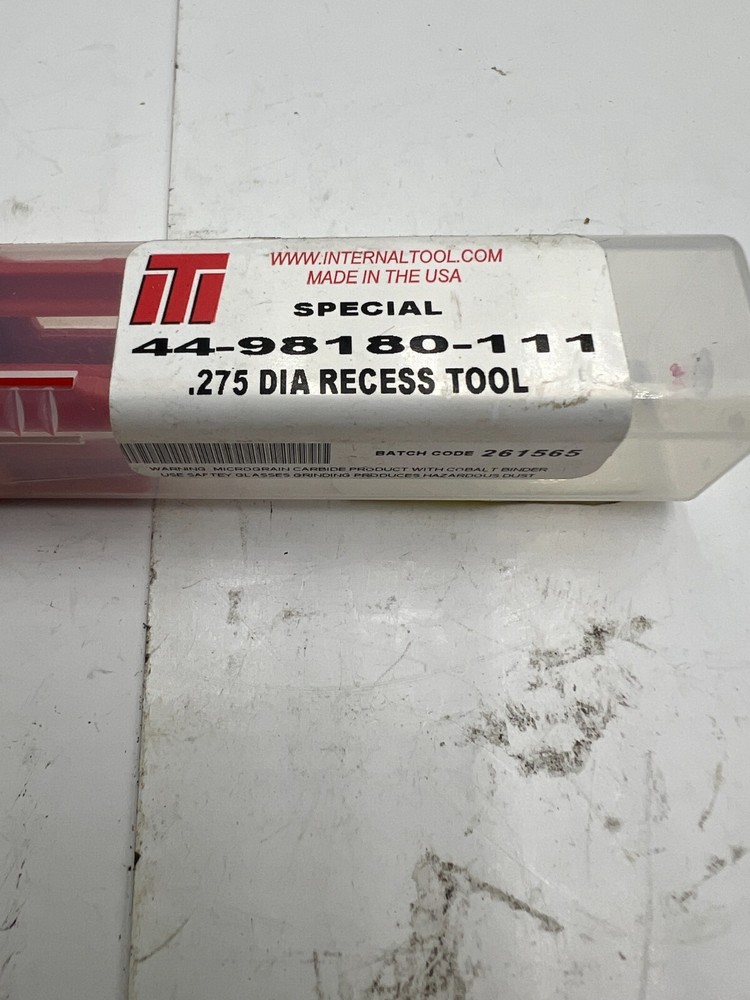 ITI
WWW.INTERNALTOOL.COM
MADE IN THE USA
SPECIAL
44-98180-111
.275 DIA RECESS TOOL
BATCH CODE 261565
WARNING: MICROGRAIN CARBIDE PRODUCT WITH COBALT BINDER
USE SAFTEY GLASSES GRINDING PRODUCES HAZARDOUS DUST